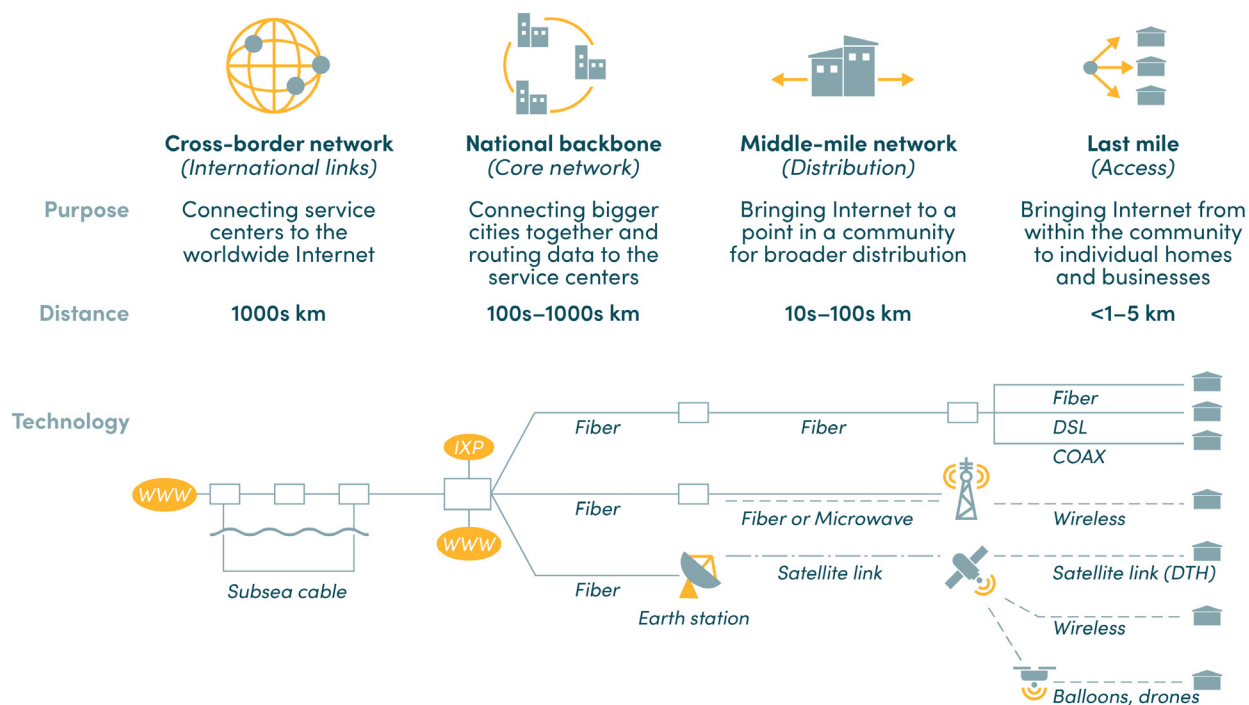 Cross-border network
(International links)
National backbone
(Core network)
Middle-mile network
(Distribution)
Last mile
(Access)
Purpose
Connecting service
centers to the
worldwide Internet
Connecting bigger
cities together and
routing data to the
service centers
Bringing Internet to a
point in a community
for broader distribution
Bringing Internet from
within the community
to individual homes
and businesses
Distance
1000s km
100s–1000s km
10s–100s km
<1–5 km
Technology
WWW
Subsea cable
IXP
WWW
Fiber
Fiber
Fiber
DSL
COAX
Fiber
Fiber or Microwave
Wireless
Fiber
Earth station
Satellite link
Satellite link (DTH)
Wireless
Balloons, drones